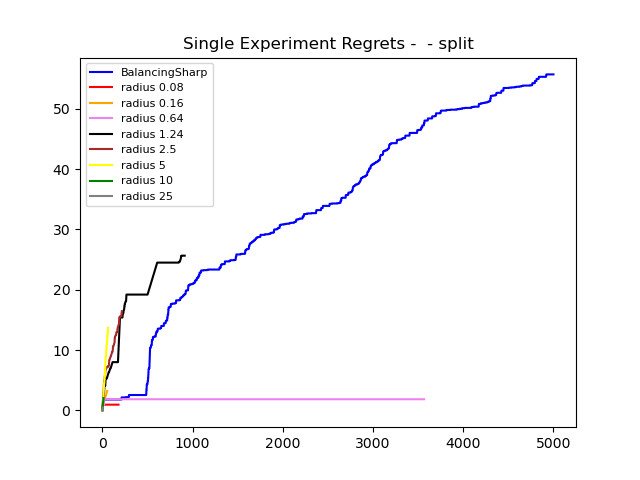 Single Experiment Regrets -  - split
BalancingSharp
radius 0.08
radius 0.16
radius 0.64
radius 1.24
radius 2.5
radius 5
radius 10
radius 25
50
40
30
20
10
0
0 1000 2000 3000 4000 5000